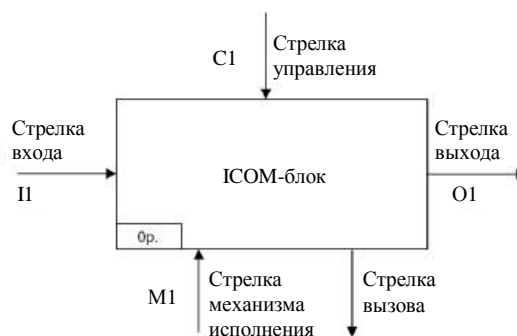 Стрелка
управления
C1
Стрелка
входа
I1
ICOM-блок
Стрелка
выхода
O1
0р.
M1
Стрелка
механизма
исполнения
Стрелка
вызова